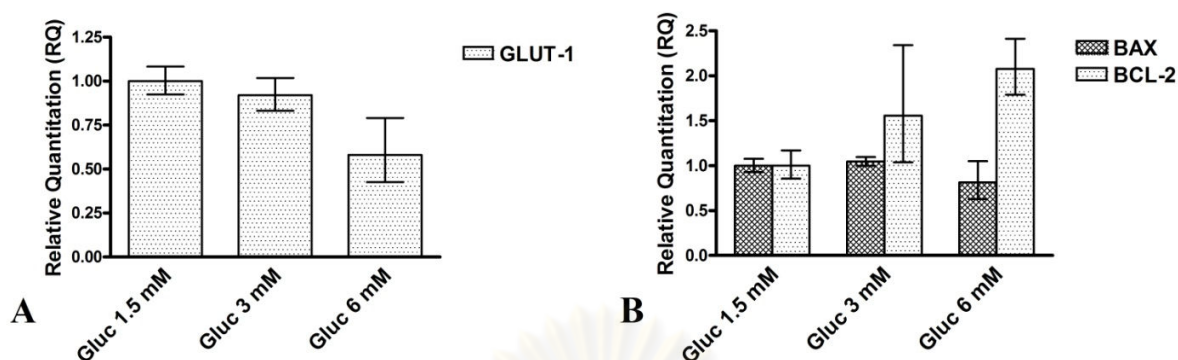 Relative Quantitation (RQ)
1.25
1.00
0.75
0.50
0.25
0.00
GLUT-1
Gluc 1.5 mM
Gluc 3 mM
Gluc 6 mM
A
Relative Quantitation (RQ)
2.5
2.0
1.5
1.0
0.5
0.0
BAX
BCL-2
Gluc 1.5 mM
Gluc 3 mM
Gluc 6 mM
B